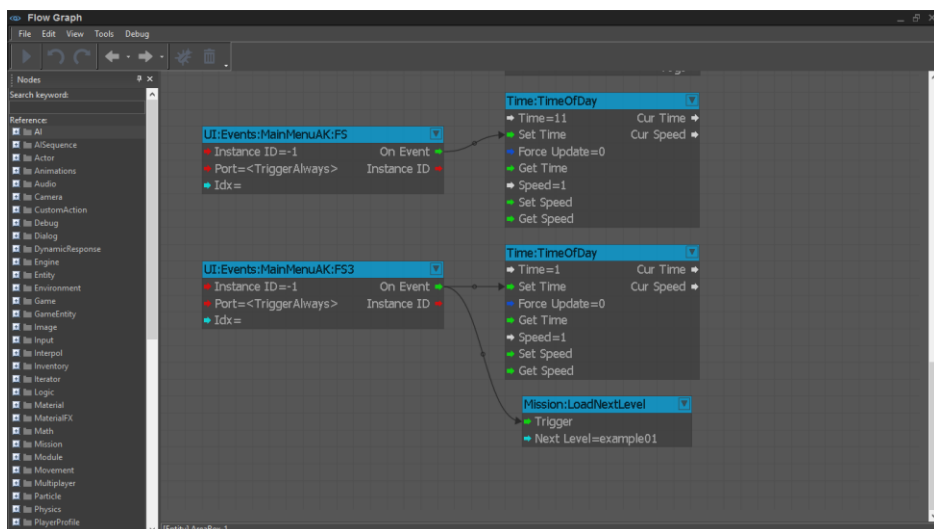 Flow Graph
File Edit View Tools Debug
Nodes
Search keyword:
Reference:
AI
AISequence
Actor
Animations
Audio
Camera
CustomAction
Debug
Dialog
DynamicResponse
Engine
Entity
Environment
Game
GameEntity
Image
Input
Interpol
Inventory
Iterator
Logic
Material
MaterialFX
Math
Mission
Module
Movement
Multiplayer
Particle
Physics
PlayerProfile
UI:Events:MainMenuAK:FS
Instance ID=-1 On Event
Port=<TriggerAlways> Instance ID
Idx=
Time:TimeOfDay
Time=11 Cur Time
Set Time Cur Speed
Force Update=0
Get Time
Speed=1
Set Speed
Get Speed
UI:Events:MainMenuAK:FS3
Instance ID=-1 On Event
Port=<TriggerAlways> Instance ID
Idx=
Time:TimeOfDay
Time=1 Cur Time
Set Time Cur Speed
Force Update=0
Get Time
Speed=1
Set Speed
Get Speed
Mission:LoadNextLevel
Trigger
Next Level=example01